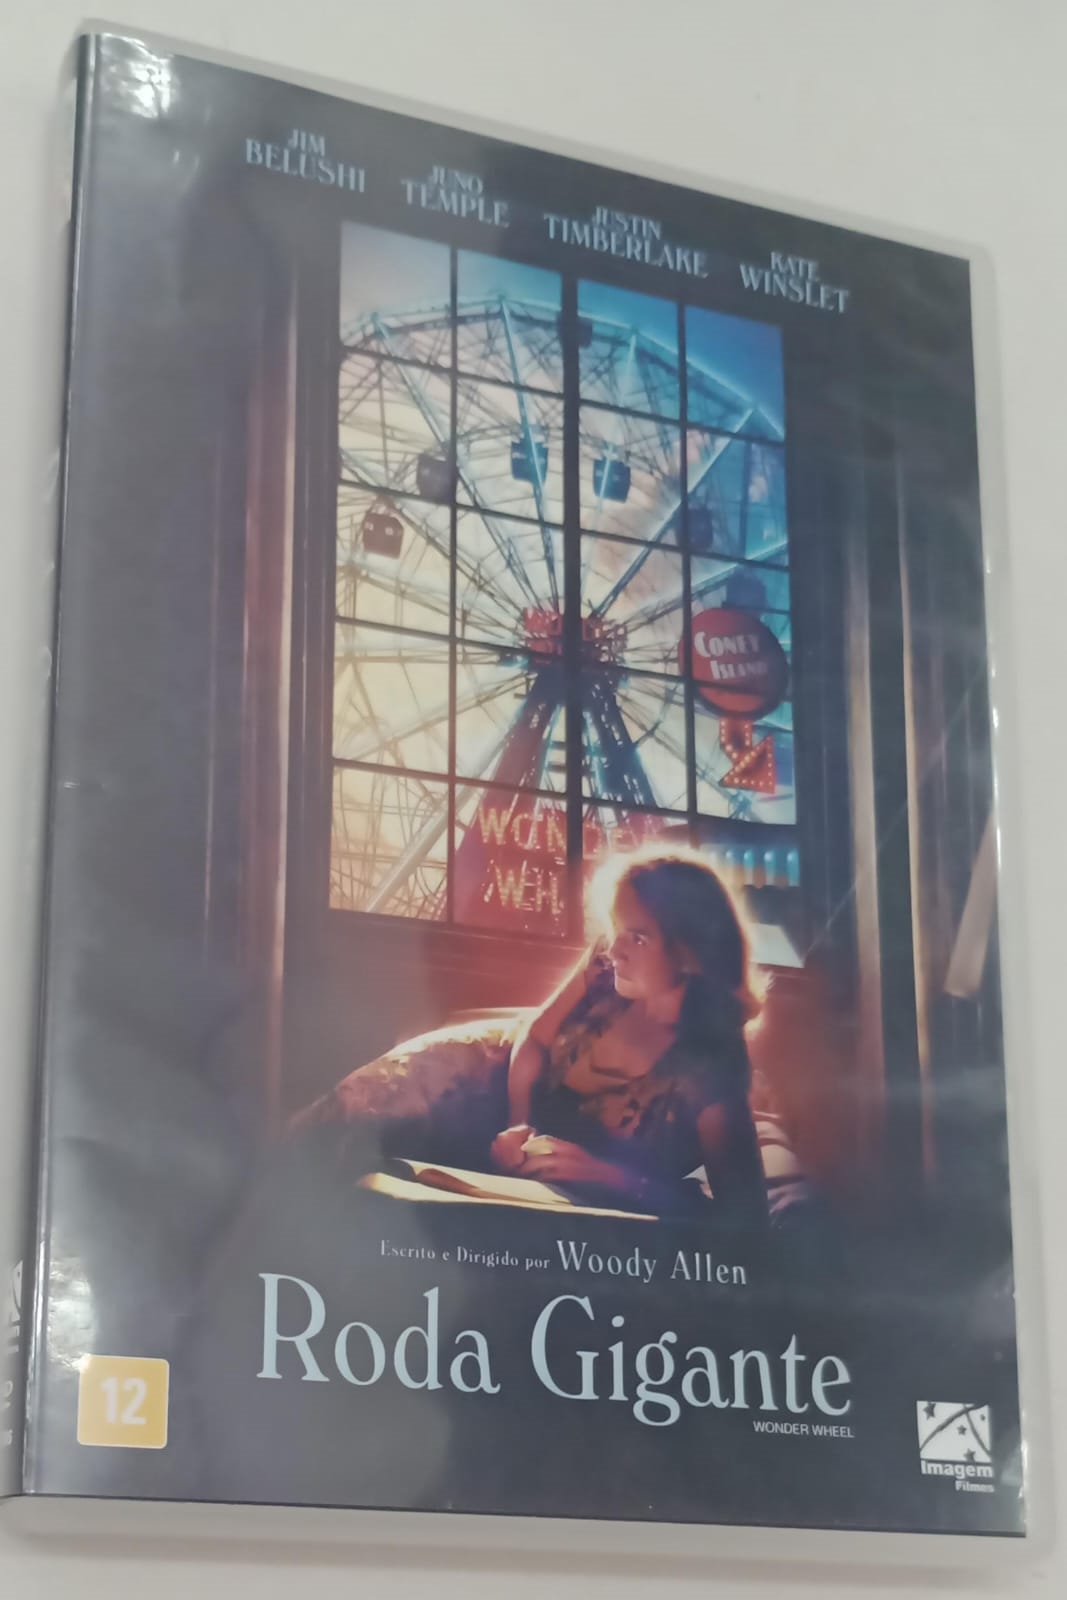 JIM
BELUSHI
JUNO
TEMPLE
JUSTIN
TIMBERLAKE
KATE
WINSLET
CONEY
ISLAND
WONDE
WH
Escrito e Dirigido por Woody Allen
Roda Gigante
WONDER WHEEL
12
Imagem
Filmes